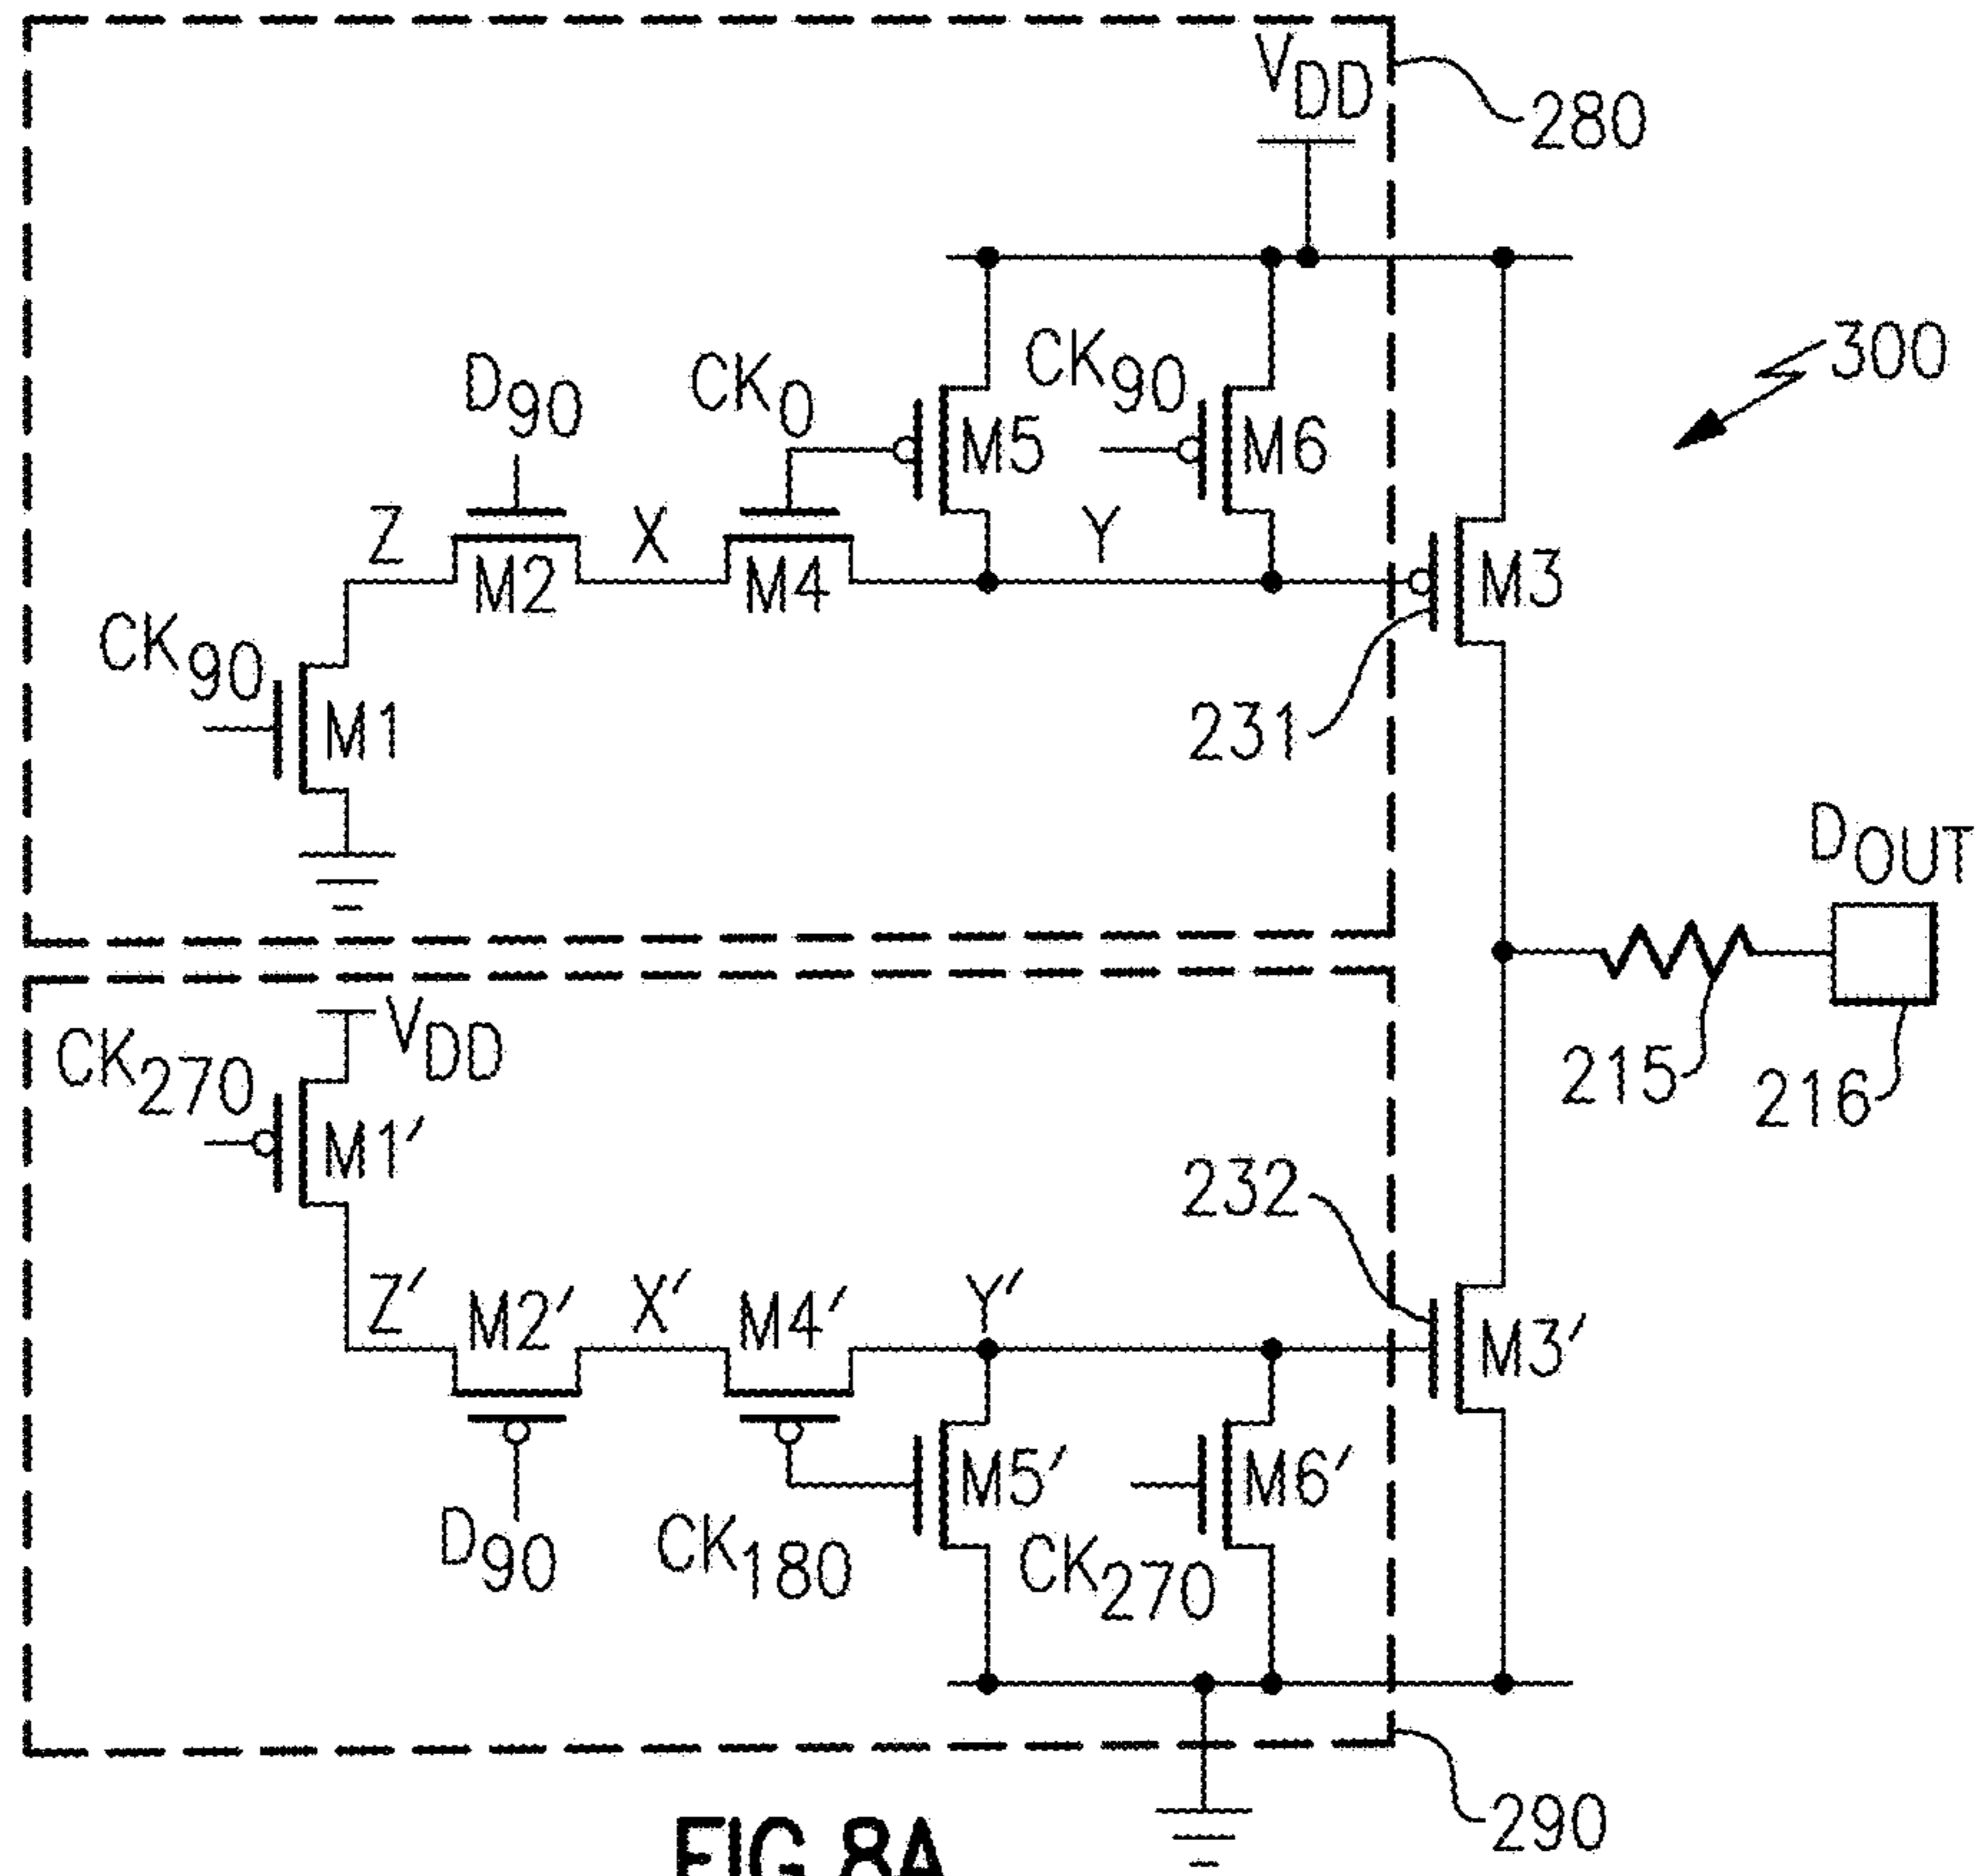 VDD
280
300
D90
CK0
CK90
M5
M6
Z
X
Y
M2
M4
M3
CK90
M1
231
DOUT
VDD
CK270
M1′
215
216
232
Z′
M2′
X′
M4′
Y′
M3′
M5′
M6′
D90
CK180
CK270
290
FIG.8A